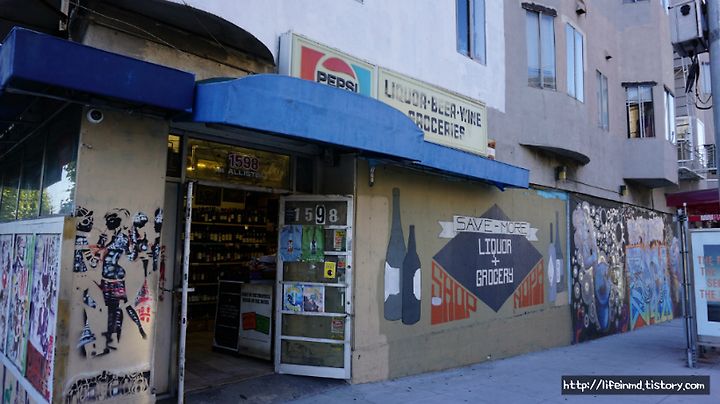 PEPSI
LIQUOR·BEER·WINE
GROCERIES
1598
1598
SAVE-MORE
LIQUOR
+
GROCERY
SHOP
http://lifeinmd.tistory.com